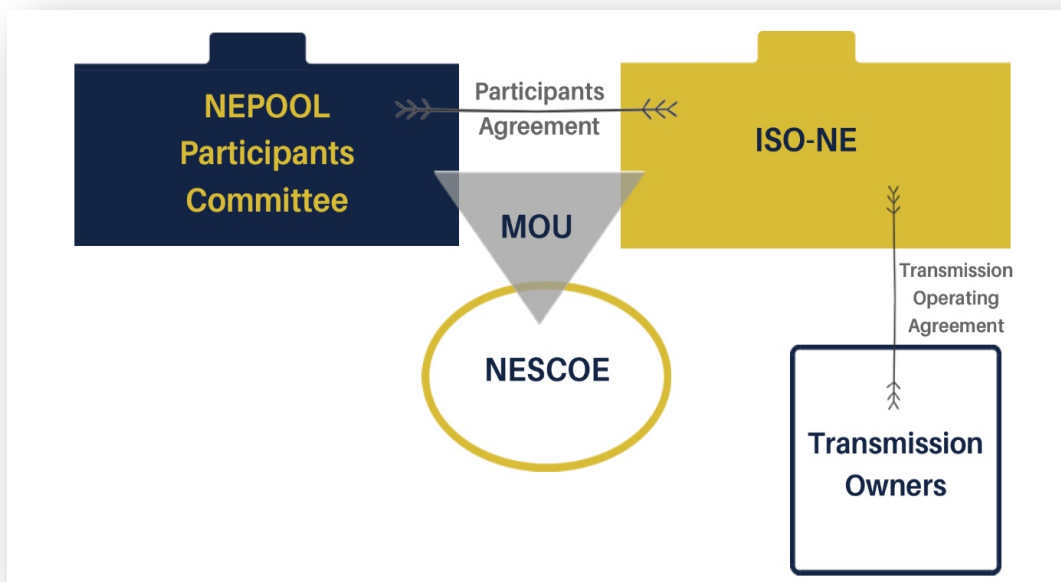 NEPOOL
Participants
Committee
Participants
Agreement
ISO-NE
MOU
NESCOE
Transmission
Operating
Agreement
Transmission
Owners